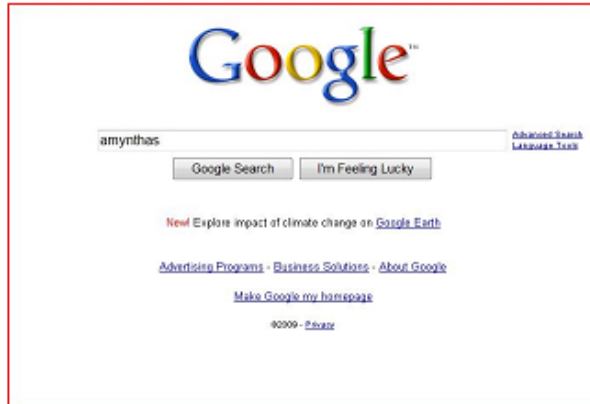 Google™
amynthas
Advanced Search
Language Tools
Google Search I'm Feeling Lucky
New! Explore impact of climate change on Google Earth
Advertising Programs - Business Solutions - About Google
Make Google my homepage
©2009 - Privacy